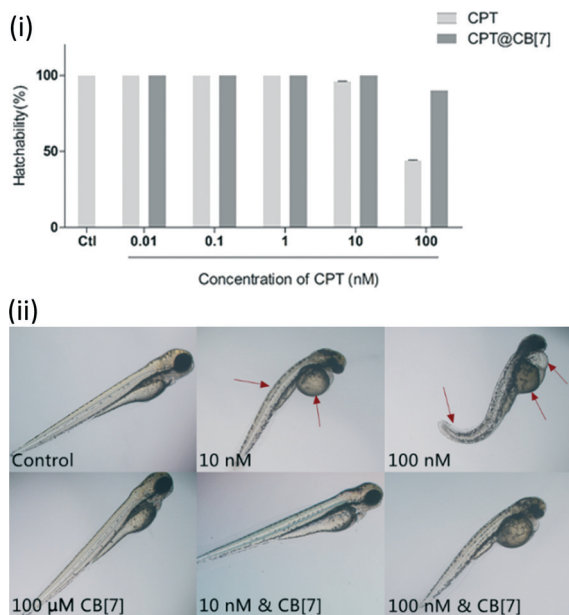 (i)
CPT
CPT@CB[7]
Hatchability(%)
100
50
0
Ctl 0.01 0.1 1 10 100
Concentration of CPT (nM)
(ii)
Control 10 nM 100 nM
100 µM CB[7] 10 nM & CB[7] 100 nM & CB[7]